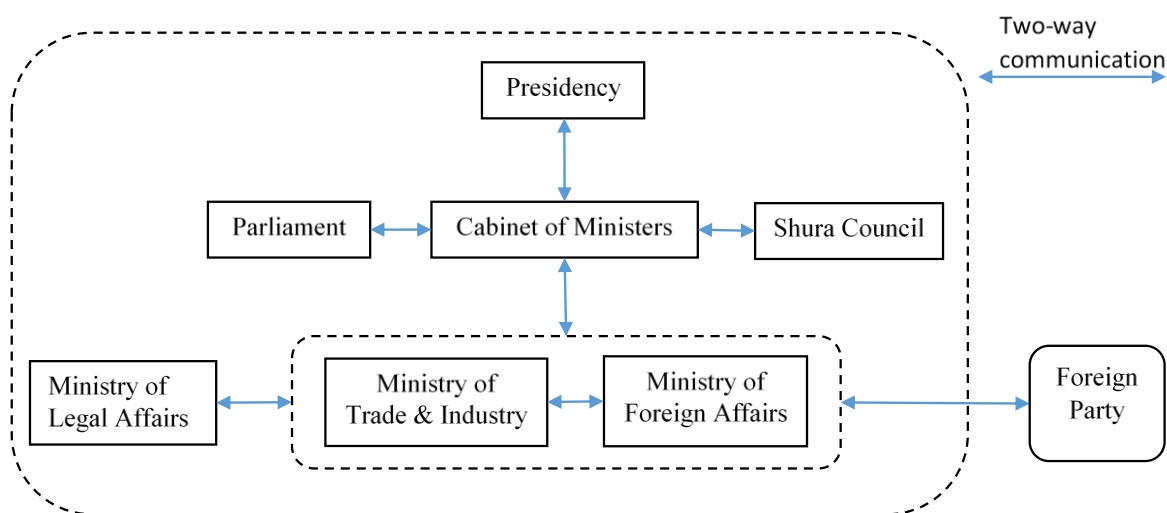 Two-way
communication
Presidency
Parliament
Cabinet of Ministers
Shura Council
Ministry of
Legal Affairs
Ministry of
Trade & Industry
Ministry of
Foreign Affairs
Foreign
Party